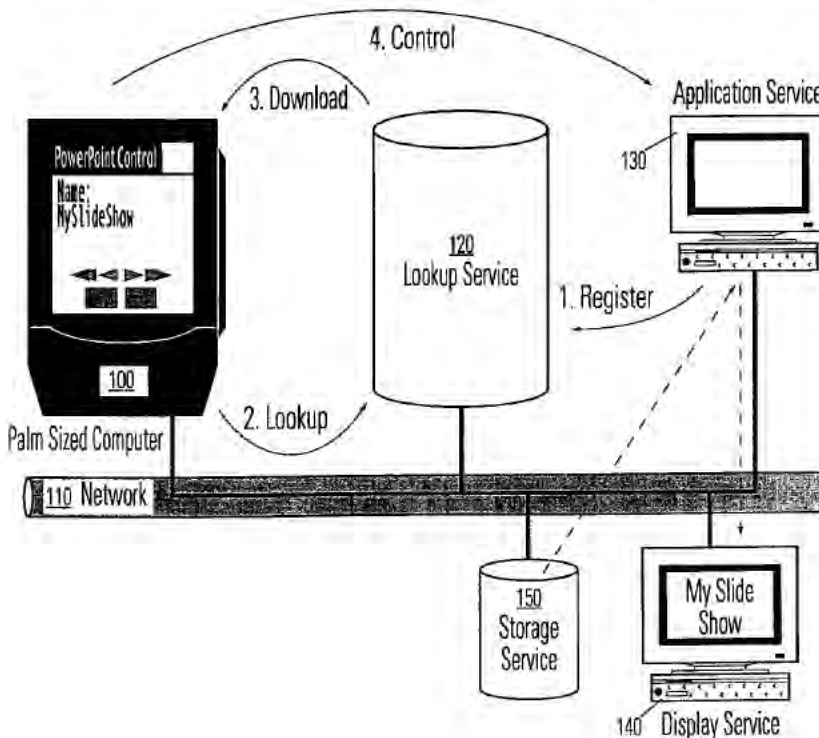 4. Control
3. Download
Application Service
130
PowerPoint Control
Name:
MySlideShow
120
Lookup Service
1. Register
100
2. Lookup
Palm Sized Computer
110 Network
150
Storage
Service
My Slide
Show
140
Display Service